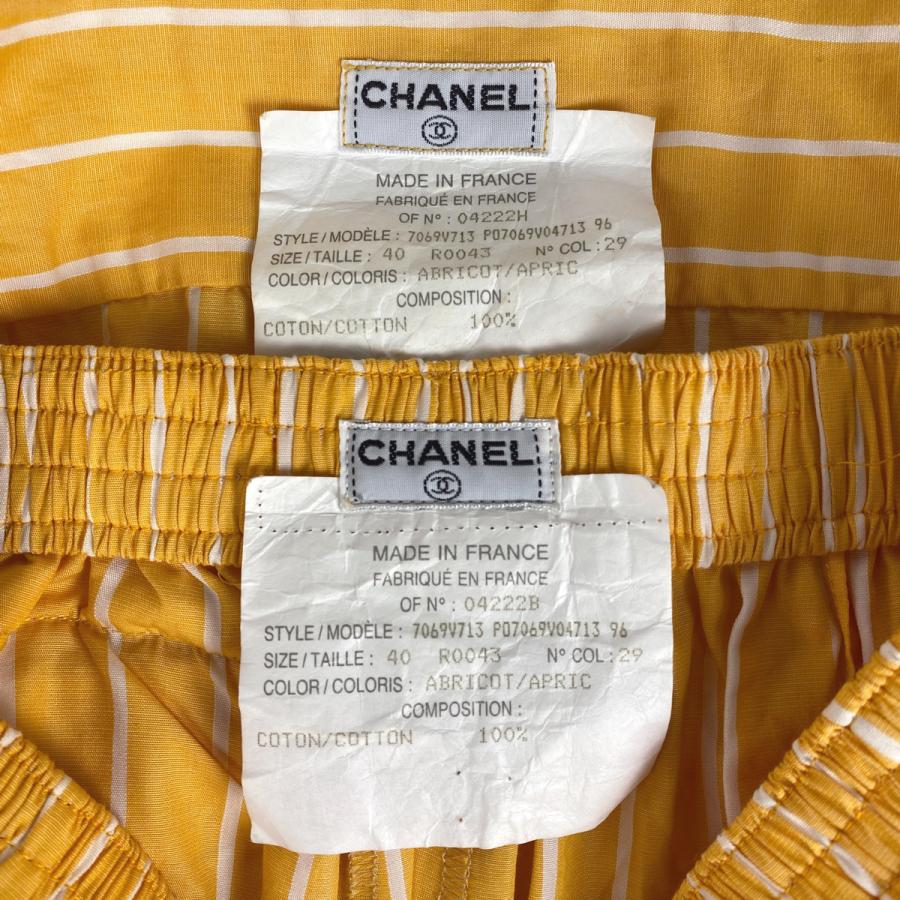 CHANEL
MADE IN FRANCE
FABRIQUÉ EN FRANCE
OF N° : 04222H
STYLE / MODÈLE : 7069V713 P07069V04713 96
SIZE / TAILLE : 40 R0043 N° COL : 29
COLOR / COLORIS : ABRICOT/APRIC
COMPOSITION :
COTON/COTTON 100%
CHANEL
MADE IN FRANCE
FABRIQUÉ EN FRANCE
OF N° : 04222B
STYLE / MODÈLE : 7069V713 P07069V04713 96
SIZE / TAILLE : 40 R0043 N° COL : 29
COLOR / COLORIS : ABRICOT/APRIC
COMPOSITION :
COTON/COTTON 100%